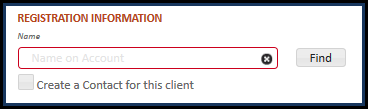 REGISTRATION INFORMATION
Name
Name on Account
Find
Create a Contact for this client